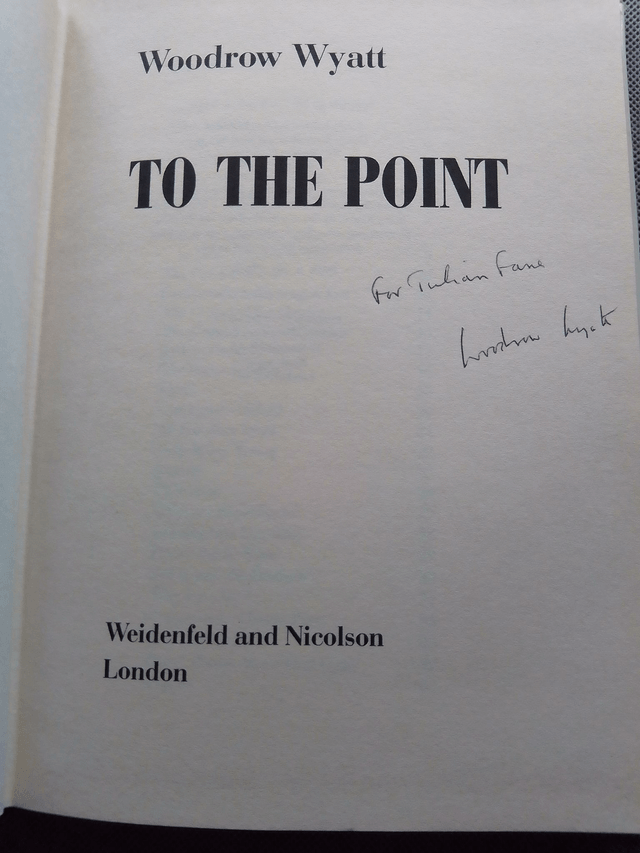 Woodrow Wyatt
TO THE POINT
For Julian Fane
Woodrow Wyatt
Weidenfeld and Nicolson
London